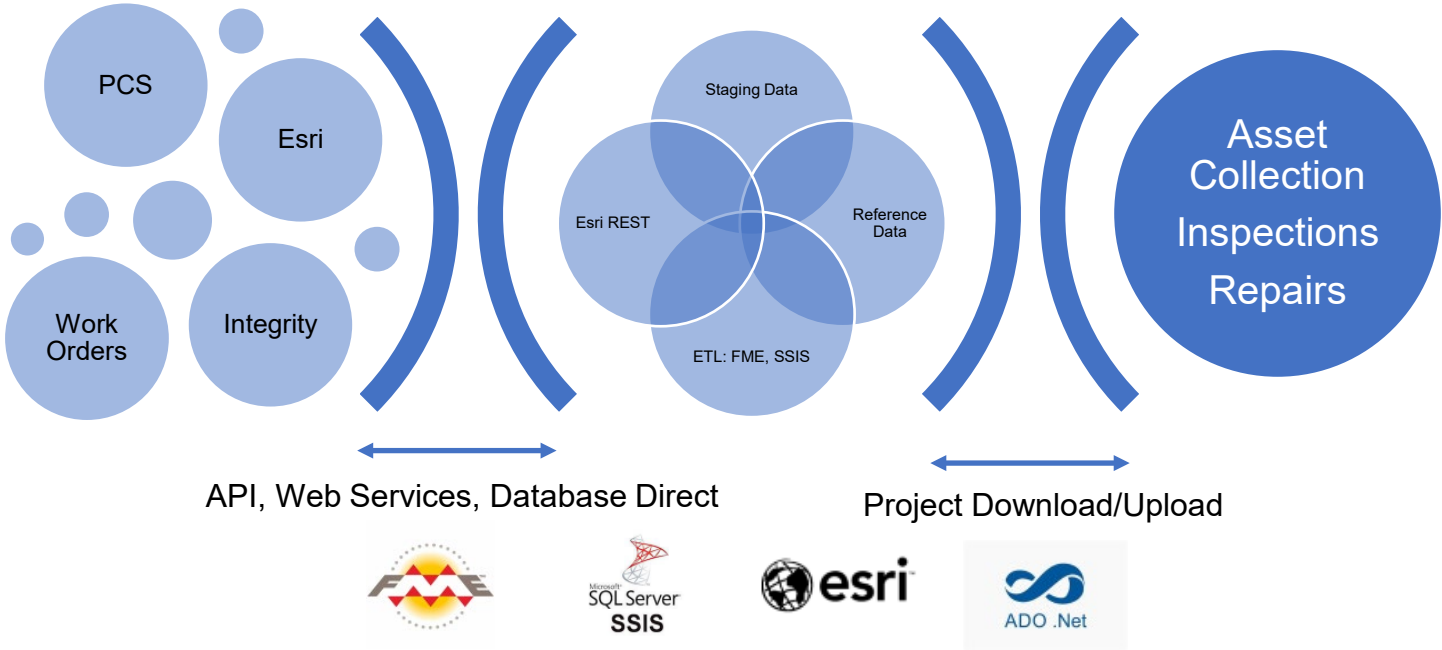 PCS
Esri
Work
Orders
Integrity
Staging Data
Esri REST
Reference
Data
ETL: FME, SSIS
Asset
Collection
Inspections
Repairs
API, Web Services, Database Direct
Project Download/Upload
FME
Microsoft
SQL Server
SSIS
esri
ADO .Net